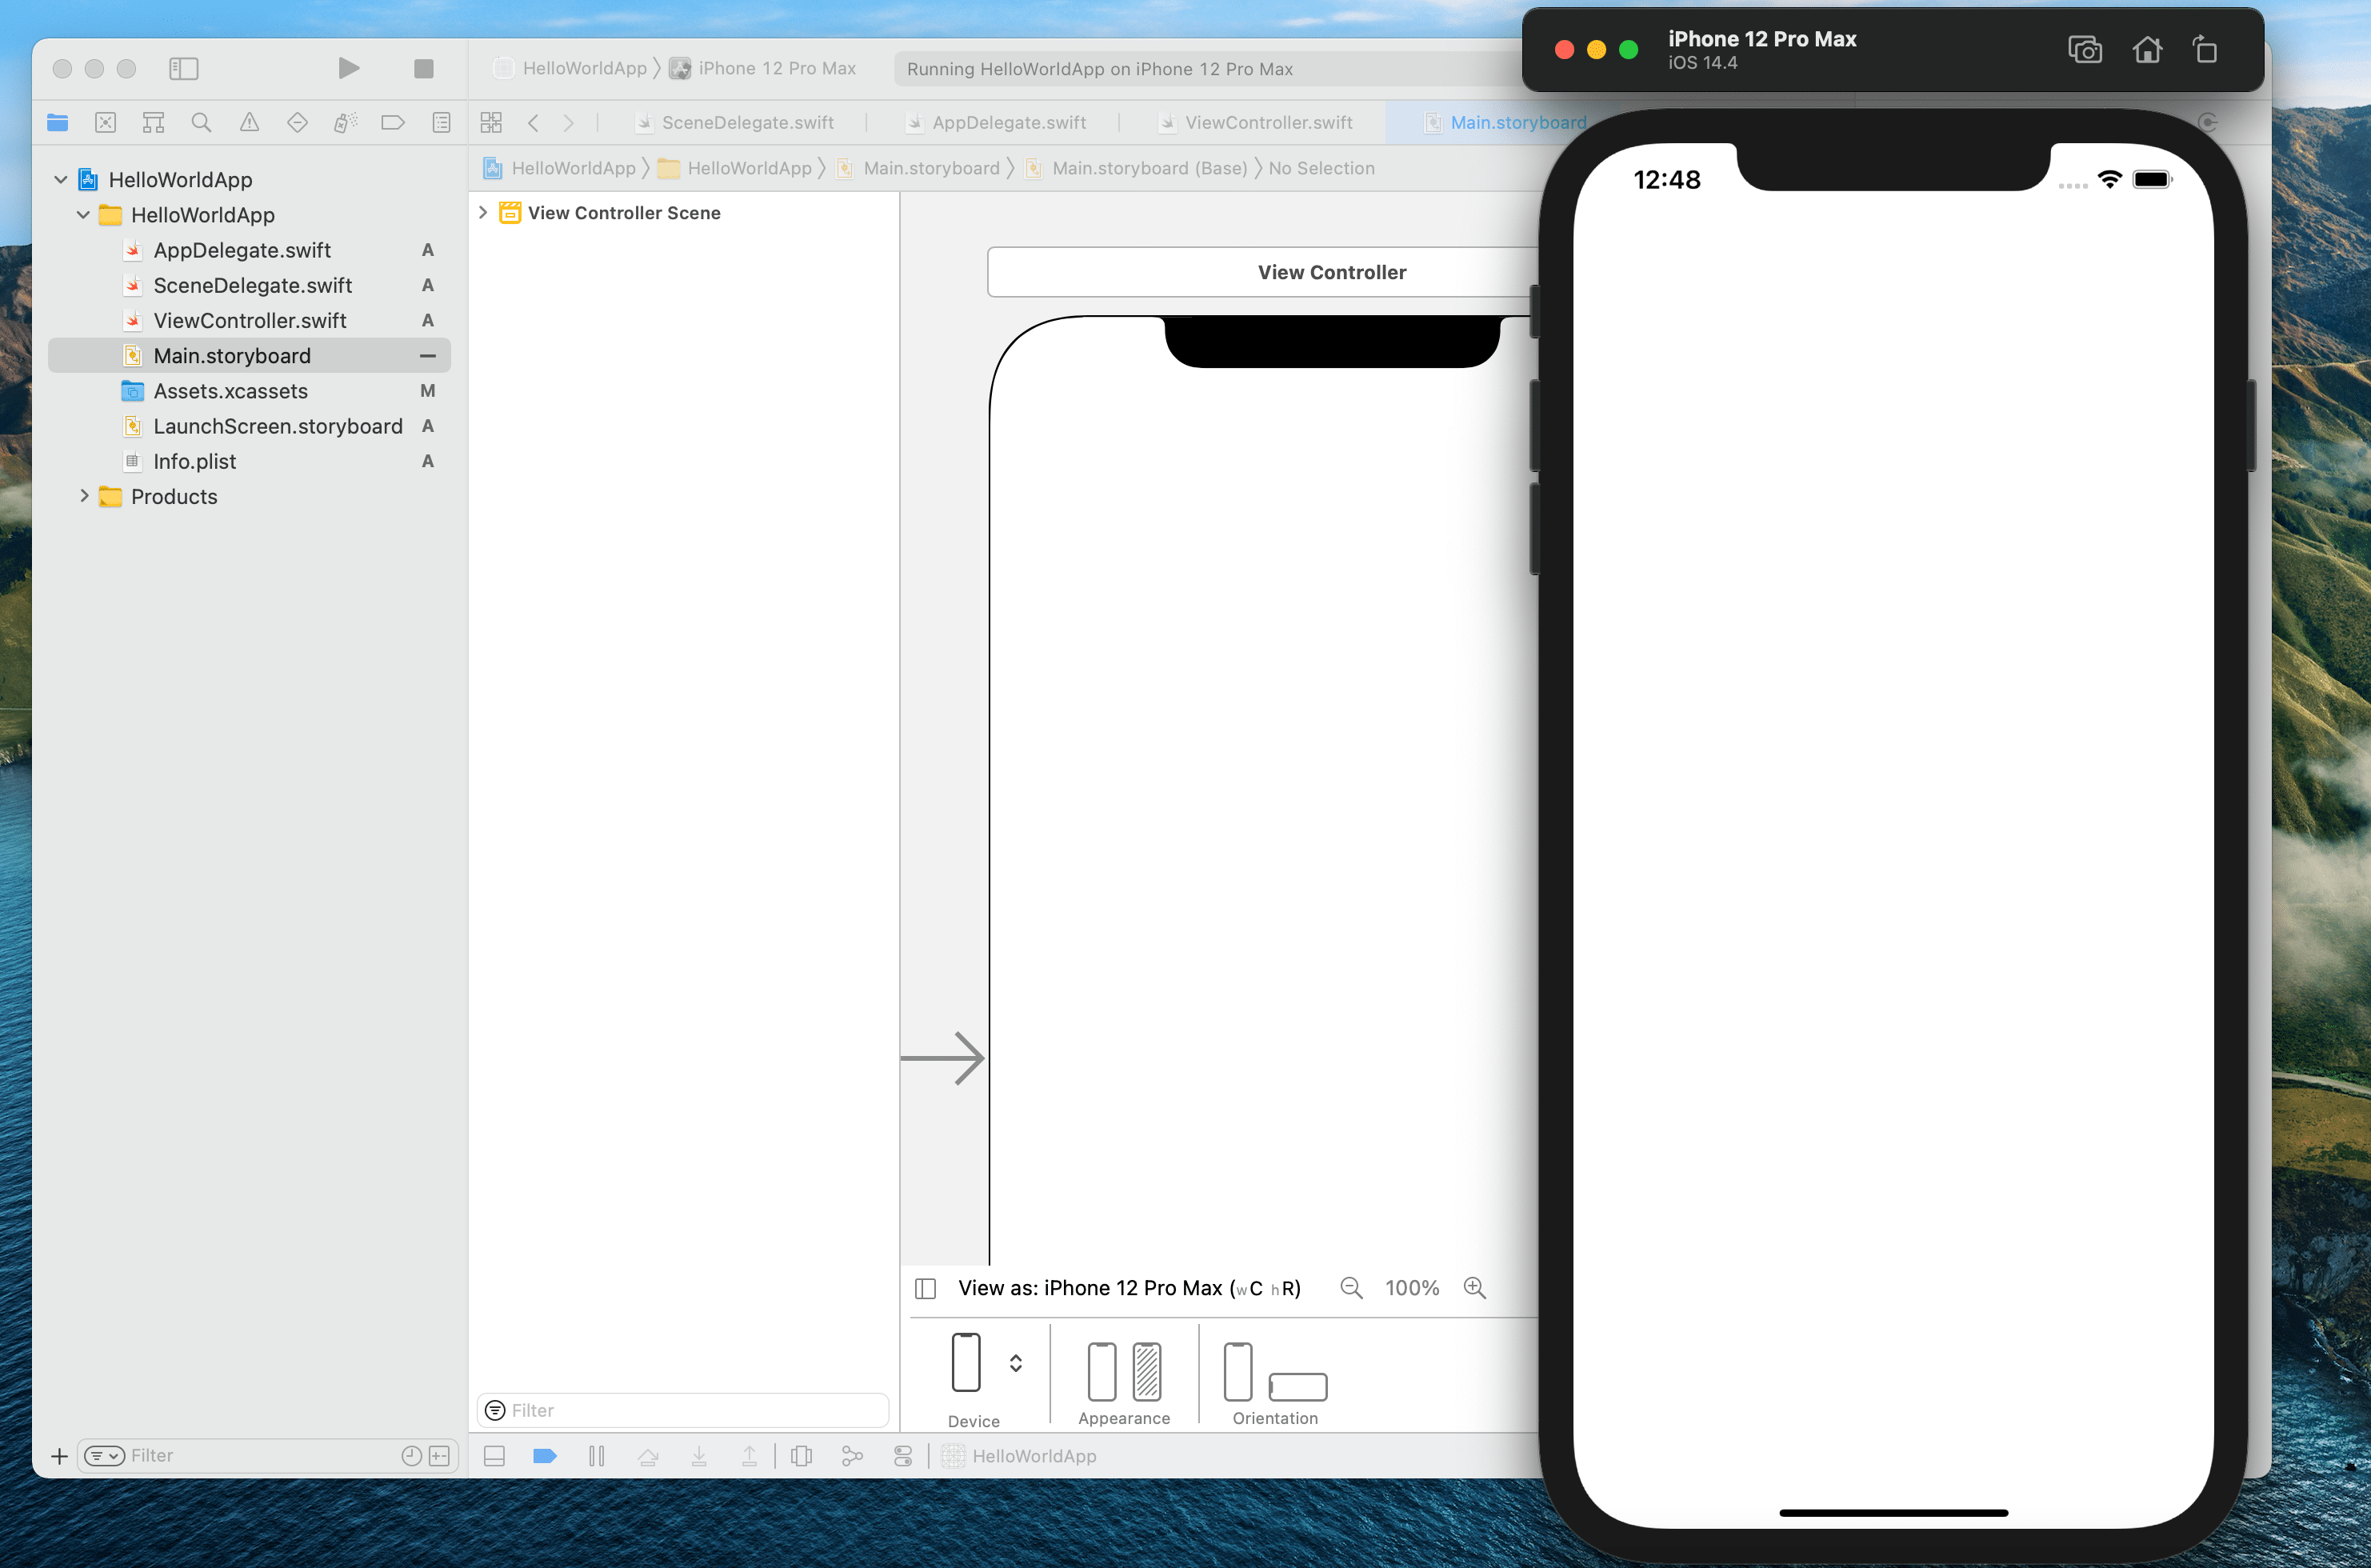 iPhone 12 Pro Max
iOS 14.4
HelloWorldApp
iPhone 12 Pro Max
Running HelloWorldApp on iPhone 12 Pro Max
SceneDelegate.swift
AppDelegate.swift
ViewController.swift
Main.storyboard
HelloWorldApp
HelloWorldApp
Main.storyboard
Main.storyboard (Base)
No Selection
12:48
HelloWorldApp
HelloWorldApp
AppDelegate.swift A
SceneDelegate.swift A
ViewController.swift A
Main.storyboard
Assets.xcassets M
LaunchScreen.storyboard A
Info.plist A
Products
View Controller Scene
View Controller
View as: iPhone 12 Pro Max (wC hR)
100%
Device
Appearance
Orientation
Filter
Filter
HelloWorldApp